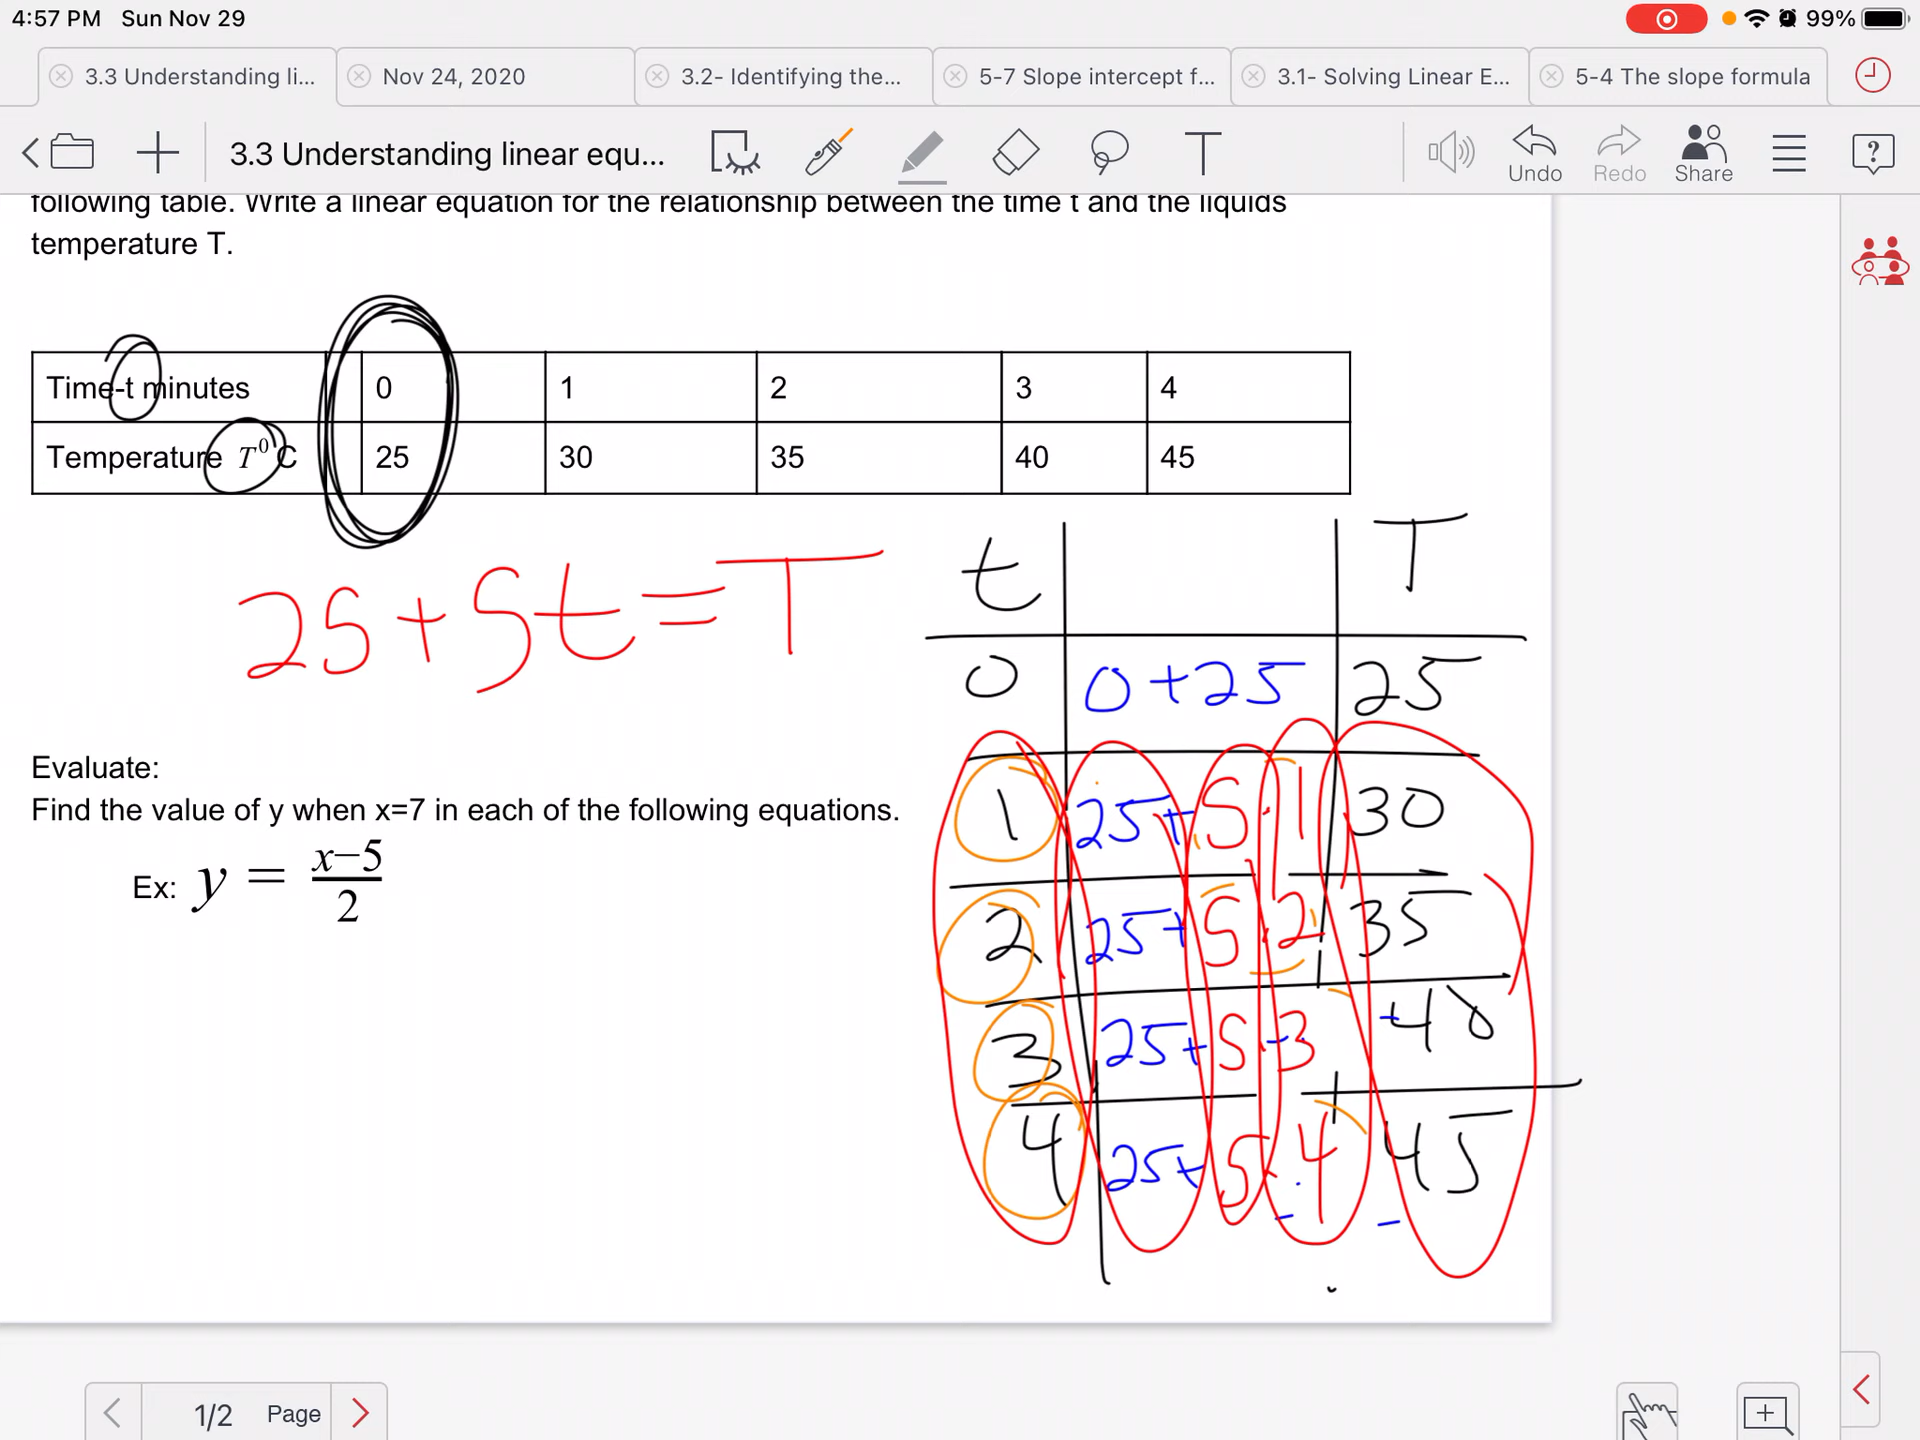 4:57 PM Sun Nov 29
99%
3.3 Understanding li...
Nov 24, 2020
3.2- Identifying the...
5-7 Slope intercept f...
3.1- Solving Linear E...
5-4 The slope formula
3.3 Understanding linear equ...
T
Undo
Redo
Share
?
following table. Write a linear equation for the relationship between the time t and the liquids
temperature T.
Time-t minutes 0 1 2 3 4
Temperature T⁰C 25 30 35 40 45
25+5t=T
t T
0 0+25 25
1 25+5·1 30
2 25+5·2 35
3 25+5·3 40
4 25+5·4 45
Evaluate:
Find the value of y when x=7 in each of the following equations.
Ex: y = x−5
2
1/2 Page